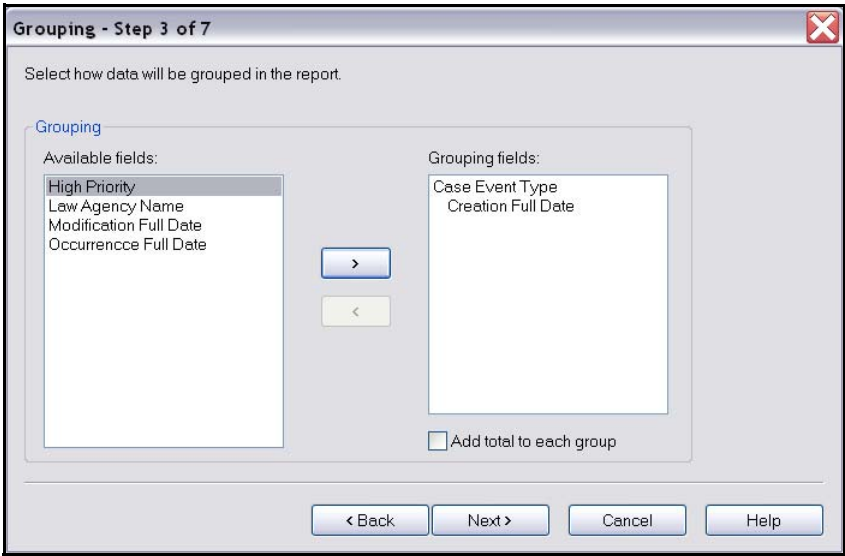 Grouping - Step 3 of 7
Select how data will be grouped in the report.
Grouping
Available fields:
High Priority
Law Agency Name
Modification Full Date
Occurrencce Full Date
>
<
Grouping fields:
Case Event Type
Creation Full Date
Add total to each group
< Back
Next >
Cancel
Help